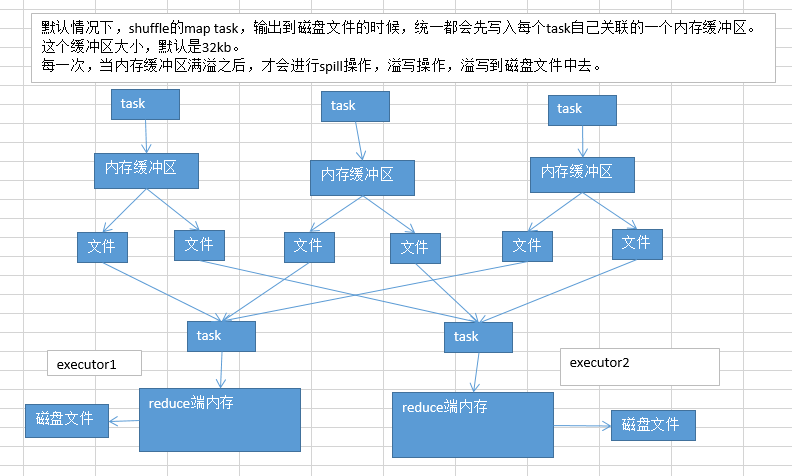 默认情况下，shuffle的map task，输出到磁盘文件的时候，统一都会先写入每个task自己关联的一个内存缓冲区。
这个缓冲区大小，默认是32kb。
每一次，当内存缓冲区满溢之后，才会进行spill操作，溢写操作，溢写到磁盘文件中去。
task
task
task
内存缓冲区
内存缓冲区
内存缓冲区
文件
文件
文件
文件
文件
文件
task
task
executor1
executor2
reduce端内存
reduce端内存
磁盘文件
磁盘文件